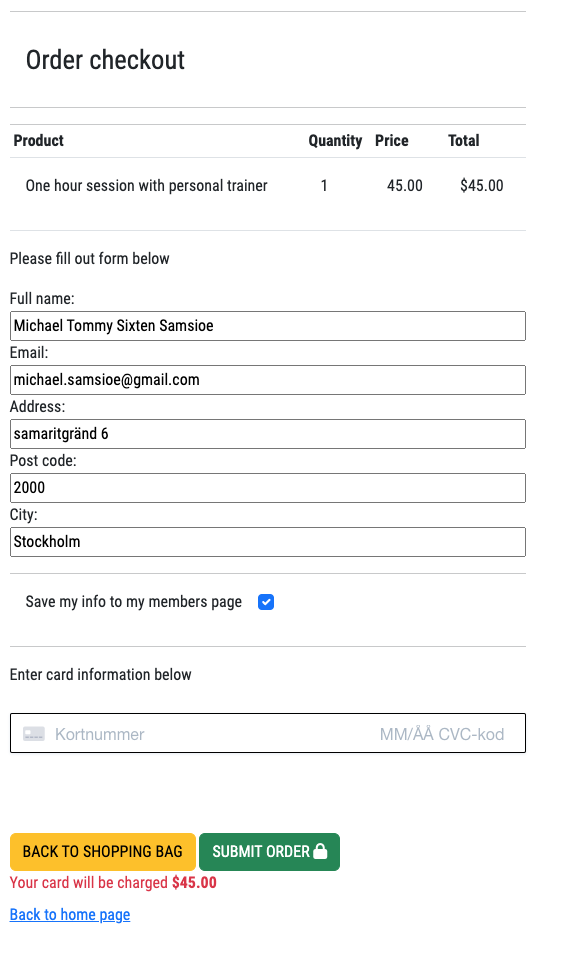 Order checkout
Product Quantity Price Total
One hour session with personal trainer 1 45.00 $45.00
Please fill out form below
Full name:
Michael Tommy Sixten Samsioe
Email:
michael.samsioe@gmail.com
Address:
samaritgränd 6
Post code:
2000
City:
Stockholm
Save my info to my members page
Enter card information below
Kortnummer MM/ÅÅ CVC-kod
BACK TO SHOPPING BAG SUBMIT ORDER
Your card will be charged $45.00
Back to home page